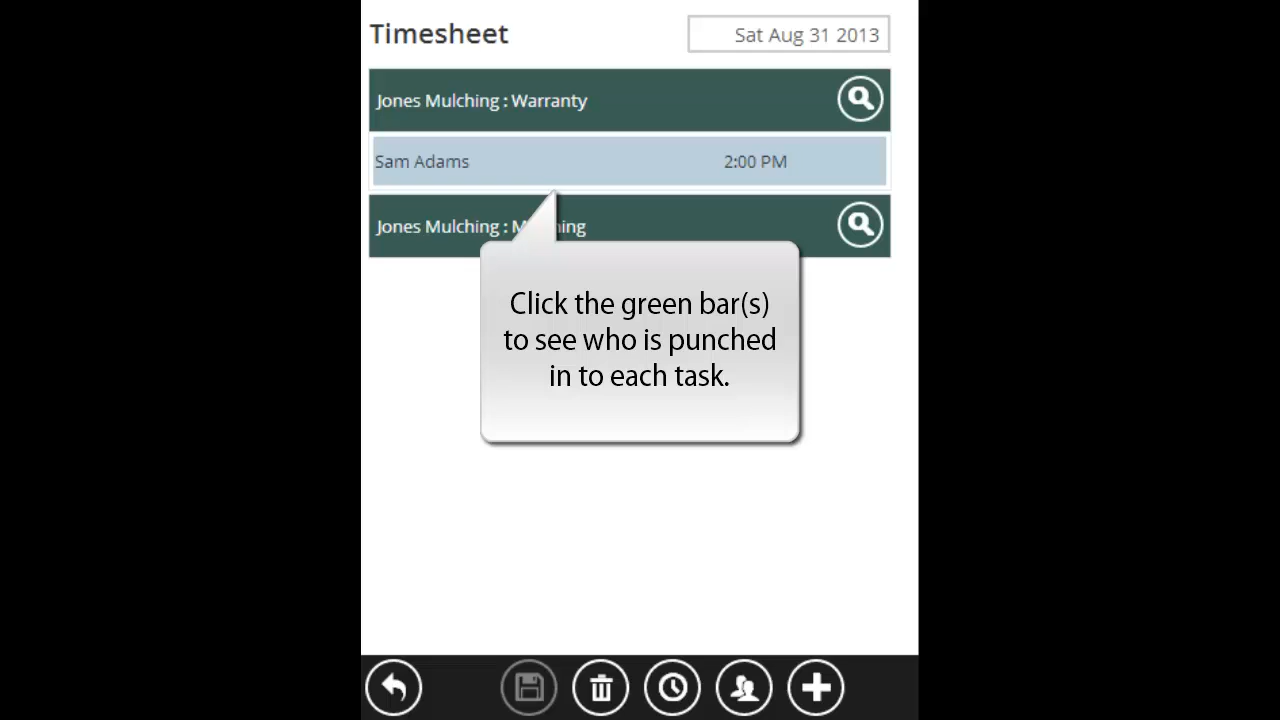 Timesheet
Sat Aug 31 2013
Jones Mulching : Warranty
Sam Adams
2:00 PM
Jones Mulching :
Click the green bar(s)
to see who is punched
in to each task.